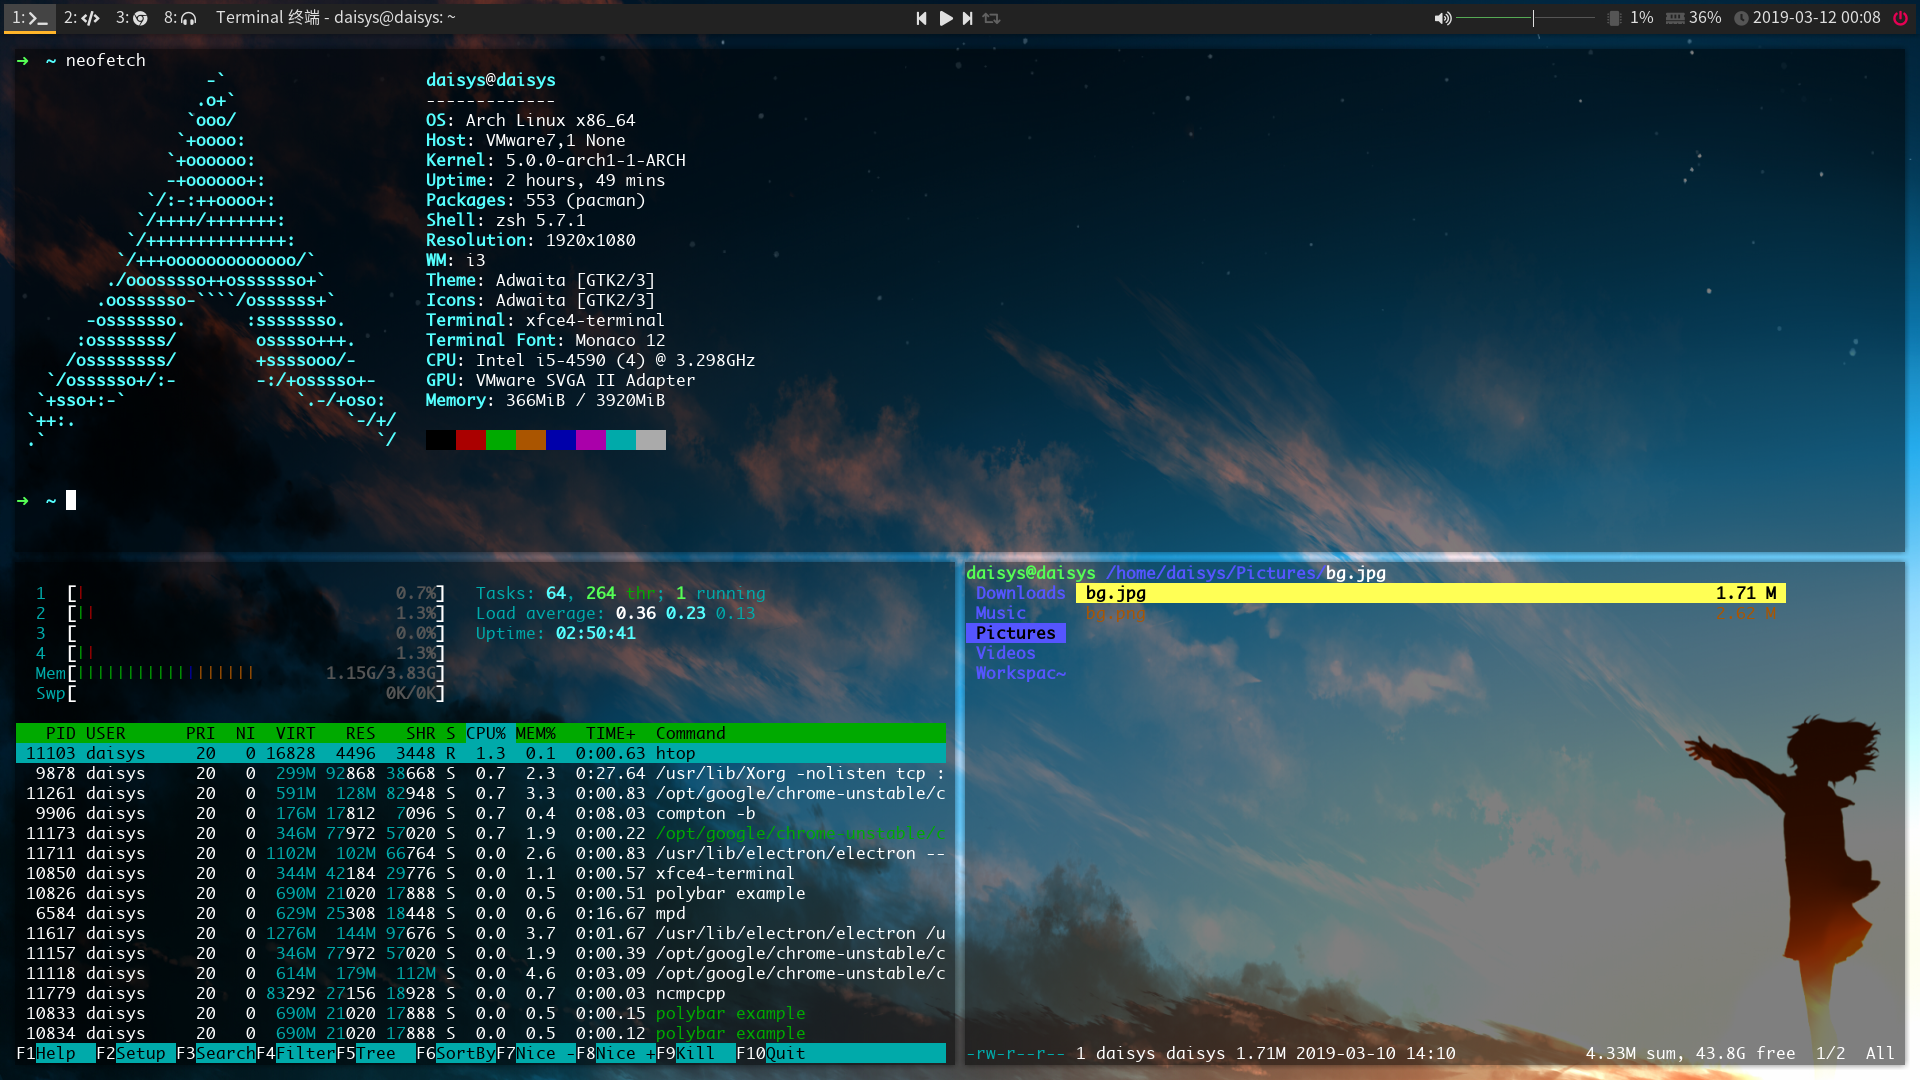 1: 2: 3: 8: Terminal 终端 - daisys@daisys: ~ 1% 36% 2019-03-12 00:08
➜ ~ neofetch
-`
.o+`
`ooo/
`+oooo:
`+oooooo:
-+oooooo+:
`/:-:++oooo+:
`/++++/+++++++:
`/++++++++++++++:
`/+++ooooooooooooo/`
./ooosssso++osssssso+`
.oossssso-````/ossssss+`
-osssssso. :ssssssso.
:osssssss/ osssso+++.
/ossssssss/ +ssssooo/-
`/ossssso+/:- -:/+osssso+-
`+sso+:-` `.-/+oso:
`++:. `-/+/
.` `/
daisys@daisys
-------------
OS: Arch Linux x86_64
Host: VMware7,1 None
Kernel: 5.0.0-arch1-1-ARCH
Uptime: 2 hours, 49 mins
Packages: 553 (pacman)
Shell: zsh 5.7.1
Resolution: 1920x1080
WM: i3
Theme: Adwaita [GTK2/3]
Icons: Adwaita [GTK2/3]
Terminal: xfce4-terminal
Terminal Font: Monaco 12
CPU: Intel i5-4590 (4) @ 3.298GHz
GPU: VMware SVGA II Adapter
Memory: 366MiB / 3920MiB
➜ ~
1 [| 0.7%] Tasks: 64, 264 thr; 1 running
2 [|| 1.3%] Load average: 0.36 0.23 0.13
3 [ 0.0%] Uptime: 02:50:41
4 [|| 1.3%]
Mem[|||||||||||||||||| 1.15G/3.83G]
Swp[ 0K/0K]
PID USER PRI NI VIRT RES SHR S CPU% MEM% TIME+ Command
11103 daisys 20 0 16828 4496 3448 R 1.3 0.1 0:00.63 htop
9878 daisys 20 0 299M 92868 38668 S 0.7 2.3 0:27.64 /usr/lib/Xorg -nolisten tcp :
11261 daisys 20 0 591M 128M 82948 S 0.7 3.3 0:00.83 /opt/google/chrome-unstable/c
9906 daisys 20 0 176M 17812 7096 S 0.7 0.4 0:08.03 compton -b
11173 daisys 20 0 346M 77972 57020 S 0.7 1.9 0:00.22 /opt/google/chrome-unstable/c
11711 daisys 20 0 1102M 102M 66764 S 0.0 2.6 0:00.83 /usr/lib/electron/electron --
10850 daisys 20 0 344M 42184 29776 S 0.0 1.1 0:00.57 xfce4-terminal
10826 daisys 20 0 690M 21020 17888 S 0.0 0.5 0:00.51 polybar example
6584 daisys 20 0 629M 25308 18448 S 0.0 0.6 0:16.67 mpd
11617 daisys 20 0 1276M 144M 97676 S 0.0 3.7 0:01.67 /usr/lib/electron/electron /u
11157 daisys 20 0 346M 77972 57020 S 0.0 1.9 0:00.39 /opt/google/chrome-unstable/c
11118 daisys 20 0 614M 179M 112M S 0.0 4.6 0:03.09 /opt/google/chrome-unstable/c
11779 daisys 20 0 83292 27156 18928 S 0.0 0.7 0:00.03 ncmpcpp
10833 daisys 20 0 690M 21020 17888 S 0.0 0.5 0:00.15 polybar example
10834 daisys 20 0 690M 21020 17888 S 0.0 0.5 0:00.12 polybar example
F1Help F2Setup F3SearchF4FilterF5Tree F6SortByF7Nice -F8Nice +F9Kill F10Quit
daisys@daisys /home/daisys/Pictures/bg.jpg
Downloads bg.jpg 1.71 M
Music bg.png 2.62 M
Pictures
Videos
Workspac~
-rw-r--r-- 1 daisys daisys 1.71M 2019-03-10 14:10 4.33M sum, 43.8G free 1/2 All